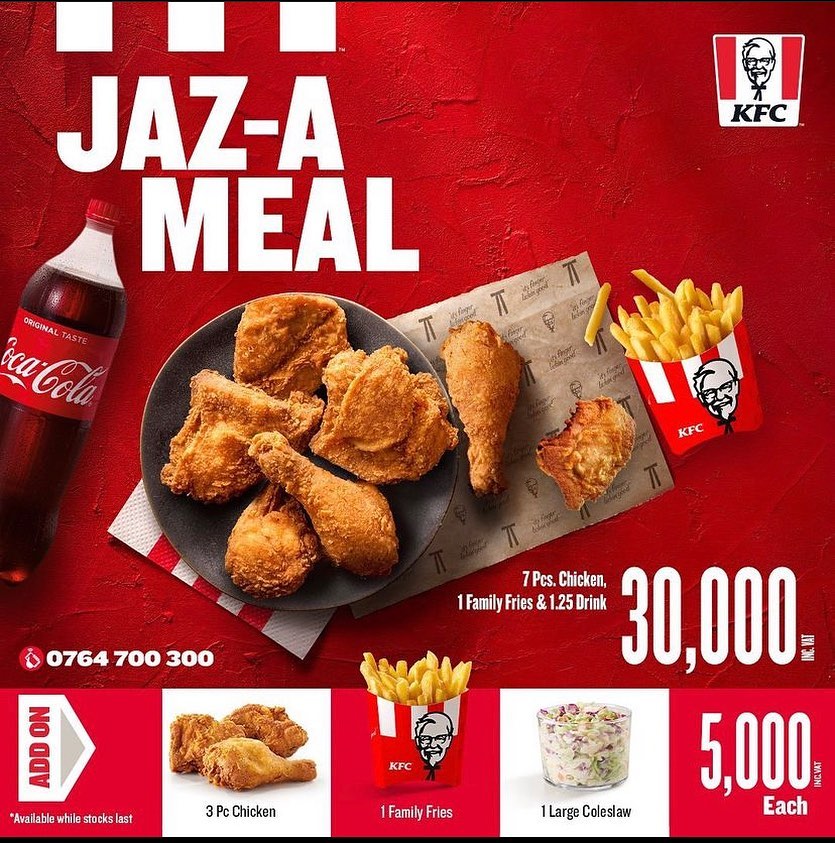 JAZ-A
MEAL
KFC
ORIGINAL TASTE
Coca-Cola
KFC
7 Pcs. Chicken,
1 Family Fries & 1.25 Drink
30,000
INC. VAT
0764 700 300
ADD ON
*Available while stocks last
3 Pc Chicken
KFC
1 Family Fries
1 Large Coleslaw
5,000
INC. VAT
Each